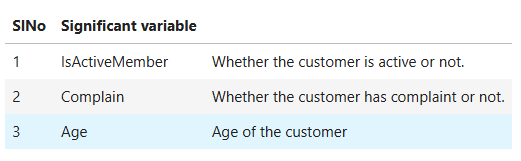 SlNo Significant variable
1 IsActiveMember Whether the customer is active or not.
2 Complain Whether the customer has complaint or not.
3 Age Age of the customer